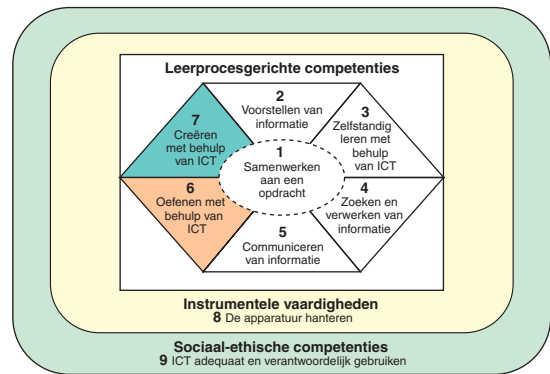 Leerprocesgerichte competenties
7
Creëren
met behulp
van ICT
2
Voorstellen van
informatie
3
Zelfstandig
leren met
behulp
van ICT
1
Samenwerken
aan een
opdracht
6
Oefenen met
behulp van
ICT
4
Zoeken en
verwerken van
informatie
5
Communiceren
van informatie
Instrumentele vaardigheden
8 De apparatuur hanteren
Sociaal-ethische competenties
9 ICT adequaat en verantwoordelijk gebruiken